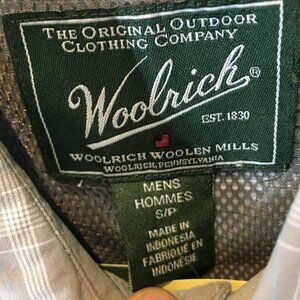 THE ORIGINAL OUTDOOR
CLOTHING COMPANY
Woolrich®
EST. 1830
WOOLRICH WOOLEN MILLS
WOOLRICH, PENNSYLVANIA
MENS
HOMMES
S/P
MADE IN
INDONESIA
FABRIQUÉ EN
INDONÉSIE